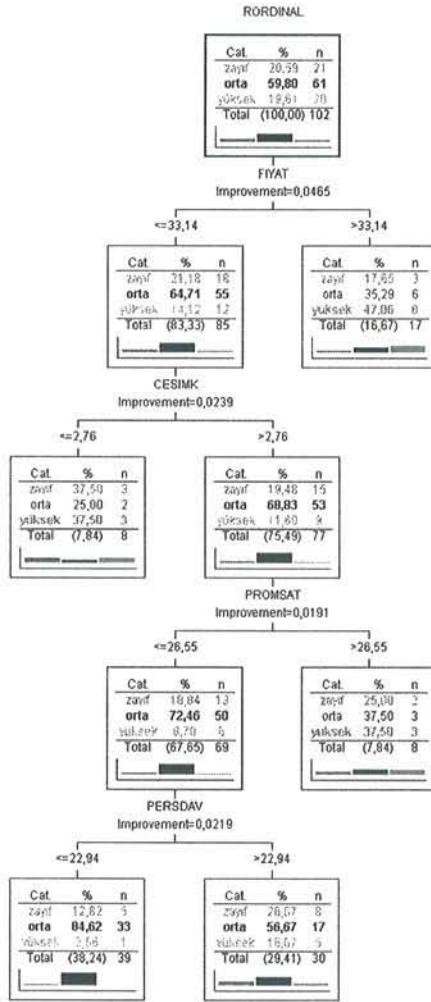 RORDINAL
Cat. % n
zayıf 20,59 21
orta 59,80 61
yüksek 19,61 20
Total (100,00) 102
FIYAT
Improvement=0,0465
<=33,14 >33,14
Cat. % n
zayıf 21,18 18
orta 64,71 55
yüksek 14,12 12
Total (83,33) 85
Cat. % n
zayıf 17,65 3
orta 35,29 6
yüksek 47,06 8
Total (16,67) 17
CESIMK
Improvement=0,0239
<=2,76 >2,76
Cat. % n
zayıf 37,50 3
orta 25,00 2
yüksek 37,50 3
Total (7,84) 8
Cat. % n
zayıf 19,48 15
orta 68,83 53
yüksek 11,69 9
Total (75,49) 77
PROMSAT
Improvement=0,0191
<=26,55 >26,55
Cat. % n
zayıf 18,84 13
orta 72,46 50
yüksek 8,70 6
Total (67,65) 69
Cat. % n
zayıf 25,00 2
orta 37,50 3
yüksek 37,50 3
Total (7,84) 8
PERSDAV
Improvement=0,0219
<=22,94 >22,94
Cat. % n
zayıf 12,82 5
orta 84,62 33
yüksek 2,56 1
Total (38,24) 39
Cat. % n
zayıf 26,67 8
orta 56,67 17
yüksek 16,67 5
Total (29,41) 30